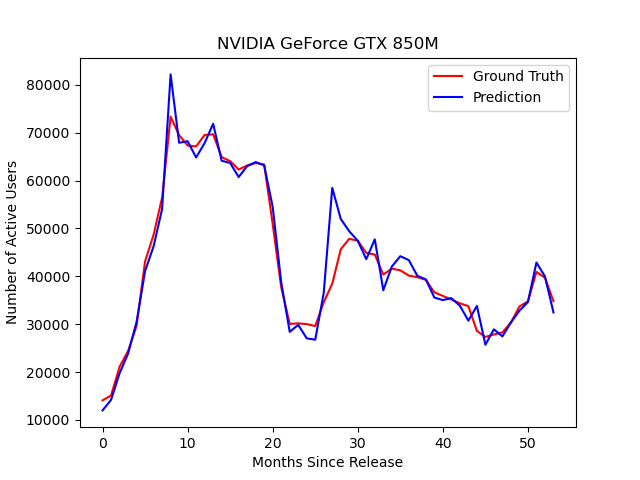 NVIDIA GeForce GTX 850M
Ground Truth
Prediction
80000
70000
60000
50000
40000
30000
20000
10000
Number of Active Users
0 10 20 30 40 50
Months Since Release